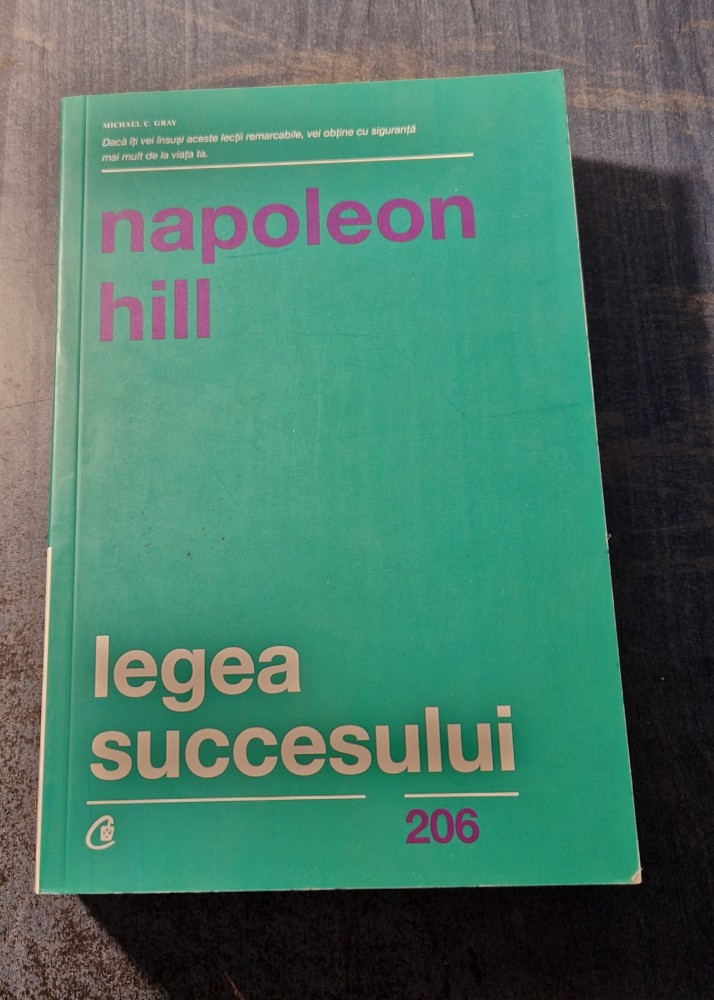 MICHAEL C. GRAY
Dacă îți vei însuși aceste lecții remarcabile, vei obține cu siguranță
mai mult de la viața ta.
napoleon
hill
legea
succesului
206